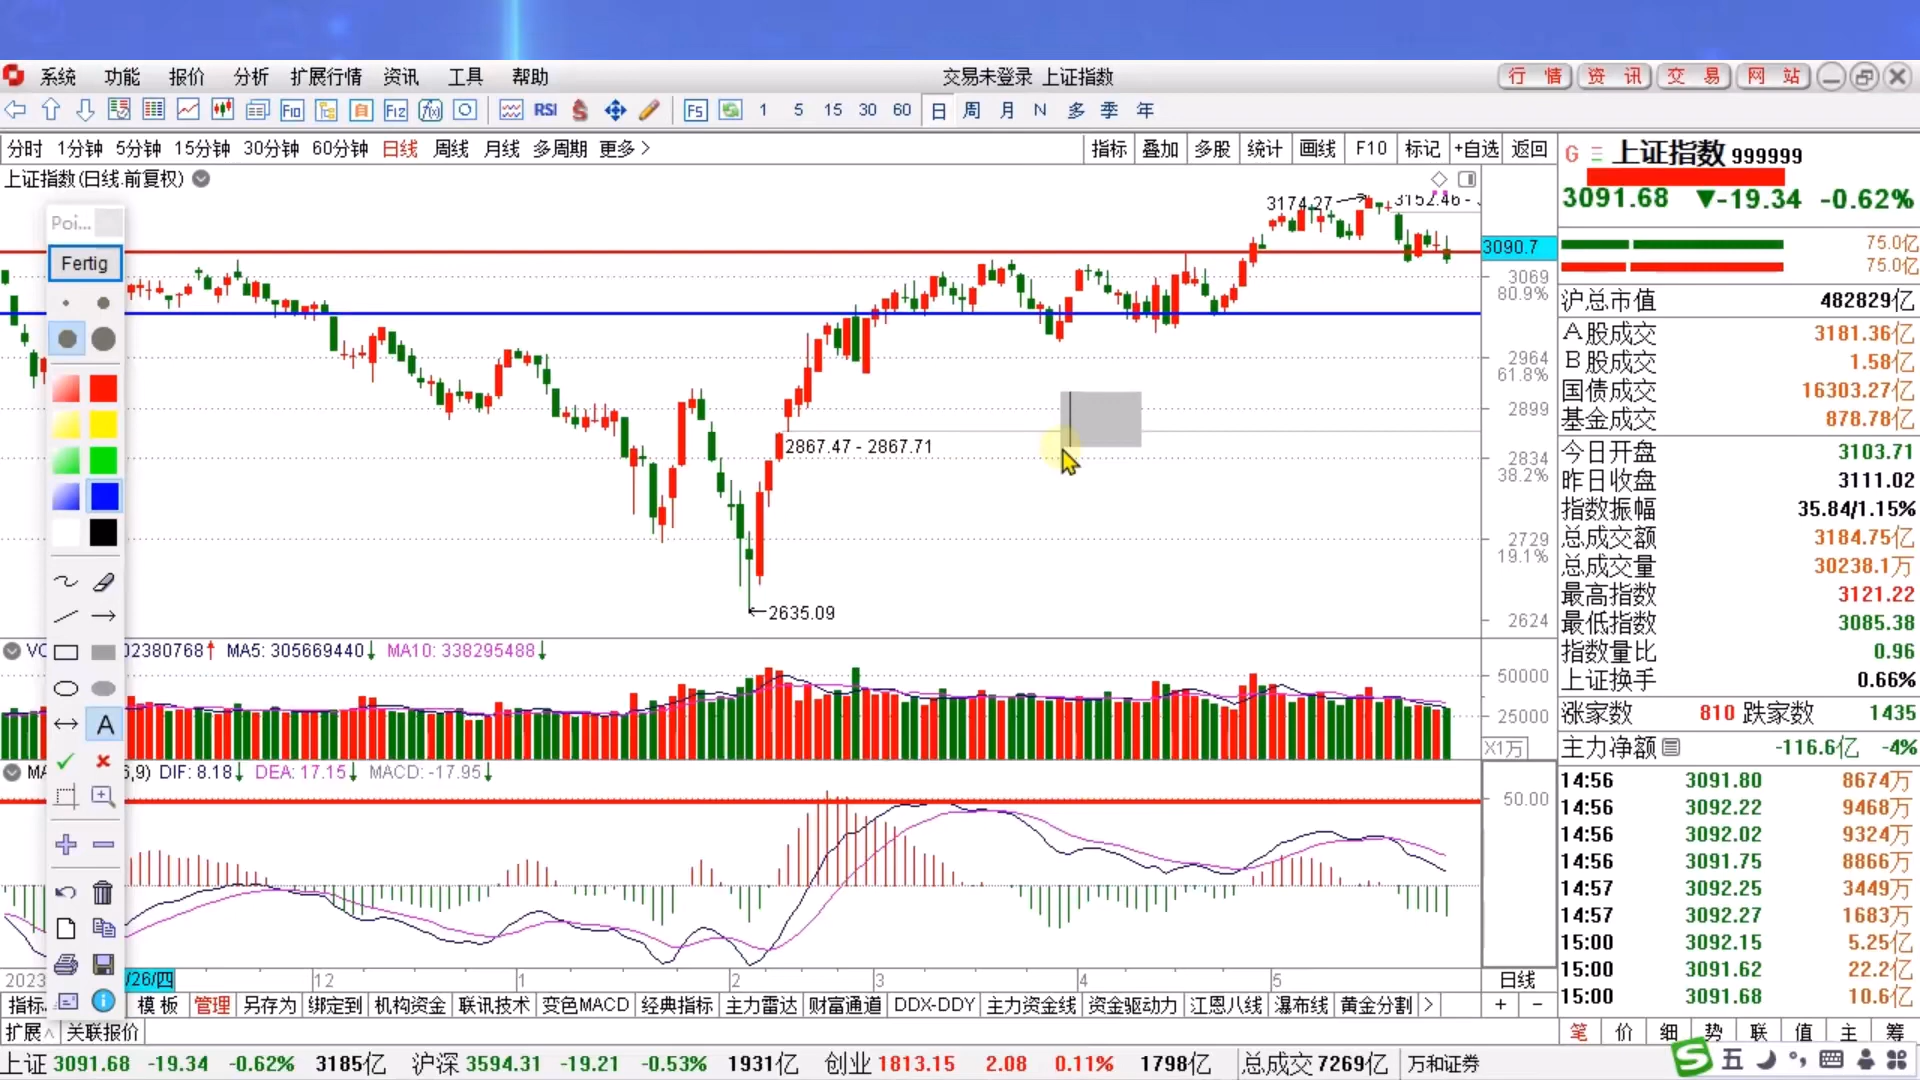 系统 功能 报价 分析 扩展行情 资讯 工具 帮助 交易未登录 上证指数 行情 资讯 交易 网站
F10 F12 f(x) RSI $ F5 1 5 15 30 60 日 周 月 N 多 季 年
分时 1分钟 5分钟 15分钟 30分钟 60分钟 日线 周线 月线 多周期 更多> 指标 叠加 多股 统计 画线 F10 标记 +自选 返回
G 上证指数 999999
上证指数(日线.前复权)
3091.68 ▼-19.34 -0.62%
Poi...
Fertig
3174.27
3152.46 -
3090.7
3069
80.9%
2964
61.8%
2899
2867.47 - 2867.71
2834
38.2%
2729
19.1%
2635.09
2624
75.0亿
75.0亿
沪总市值 482829亿
A股成交 3181.36亿
B股成交 1.58亿
国债成交 16303.27亿
基金成交 878.78亿
今日开盘 3103.71
昨日收盘 3111.02
指数振幅 35.84/1.15%
总成交额 3184.75亿
总成交量 30238.1万
最高指数 3121.22
最低指数 3085.38
指数量比 0.96
上证换手 0.66%
涨家数 810 跌家数 1435
主力净额 -116.6亿 -4%
02380768↑ MA5: 305669440↓ MA10: 338295488↓
50000
25000
X1万
A
,9) DIF: 8.18↓ DEA: 17.15↓ MACD: -17.95↓
50.00
14:56 3091.80 8674万
14:56 3092.22 9468万
14:56 3092.02 9324万
14:56 3091.75 8866万
14:57 3092.25 3449万
14:57 3092.27 1683万
15:00 3092.15 5.25亿
15:00 3091.62 22.2亿
15:00 3091.68 10.6亿
2023 /26/四 12 1 2 3 4 5 日线
指标 模板 管理 另存为 绑定到 机构资金 联讯技术 变色MACD 经典指标 主力雷达 财富通道 DDX-DDY 主力资金线 资金驱动力 江恩八线 瀑布线 黄金分割 > + -
扩展∧ 关联报价 笔 价 细 势 联 值 主 筹
上证 3091.68 -19.34 -0.62% 3185亿 沪深 3594.31 -19.21 -0.53% 1931亿 创业 1813.15 2.08 0.11% 1798亿 总成交 7269亿 万和证券
S 五